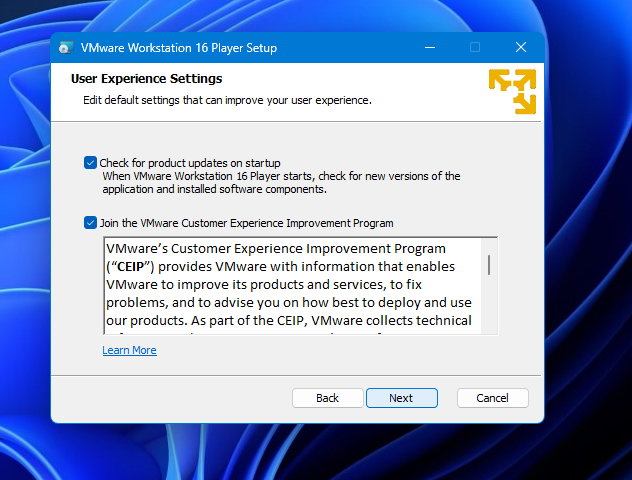 VMware Workstation 16 Player Setup
User Experience Settings
Edit default settings that can improve your user experience.
Check for product updates on startup
When VMware Workstation 16 Player starts, check for new versions of the
application and installed software components.
Join the VMware Customer Experience Improvement Program
VMware’s Customer Experience Improvement Program
(“CEIP”) provides VMware with information that enables
VMware to improve its products and services, to fix
problems, and to advise you on how best to deploy and use
our products. As part of the CEIP, VMware collects technical
Learn More
Back
Next
Cancel